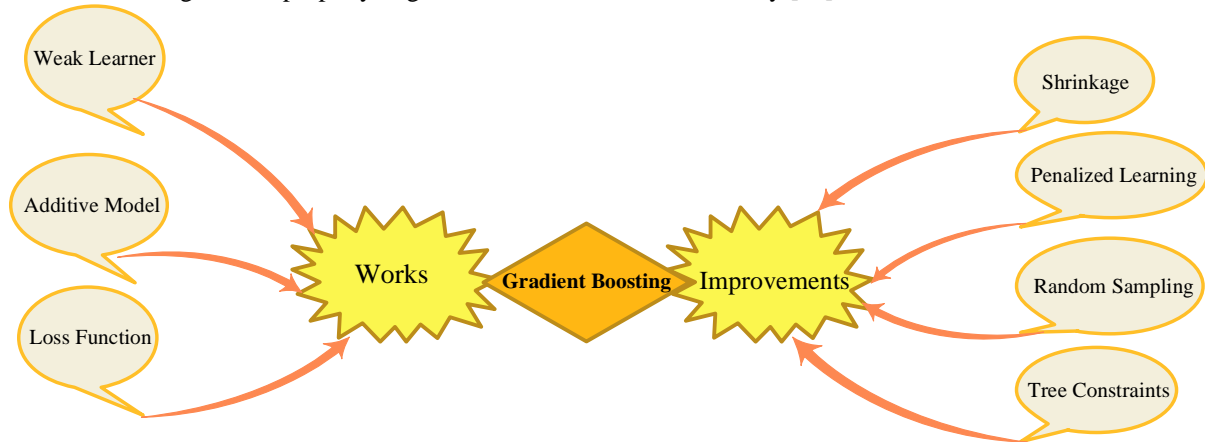 Weak Learner
Additive Model
Loss Function
Works
Gradient Boosting
Improvements
Shrinkage
Penalized Learning
Random Sampling
Tree Constraints